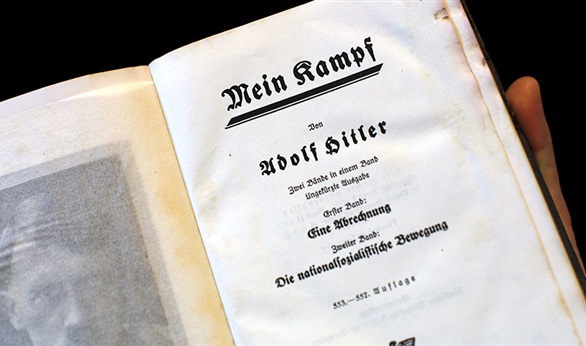 Mein Kampf
Von
Adolf Hitler
Zwei Bände in einem Band
Ungekürzte Ausgabe
Erster Band:
Eine Abrechnung
Zweiter Band:
Die nationalsozialistische Bewegung
553.—557. Auflage